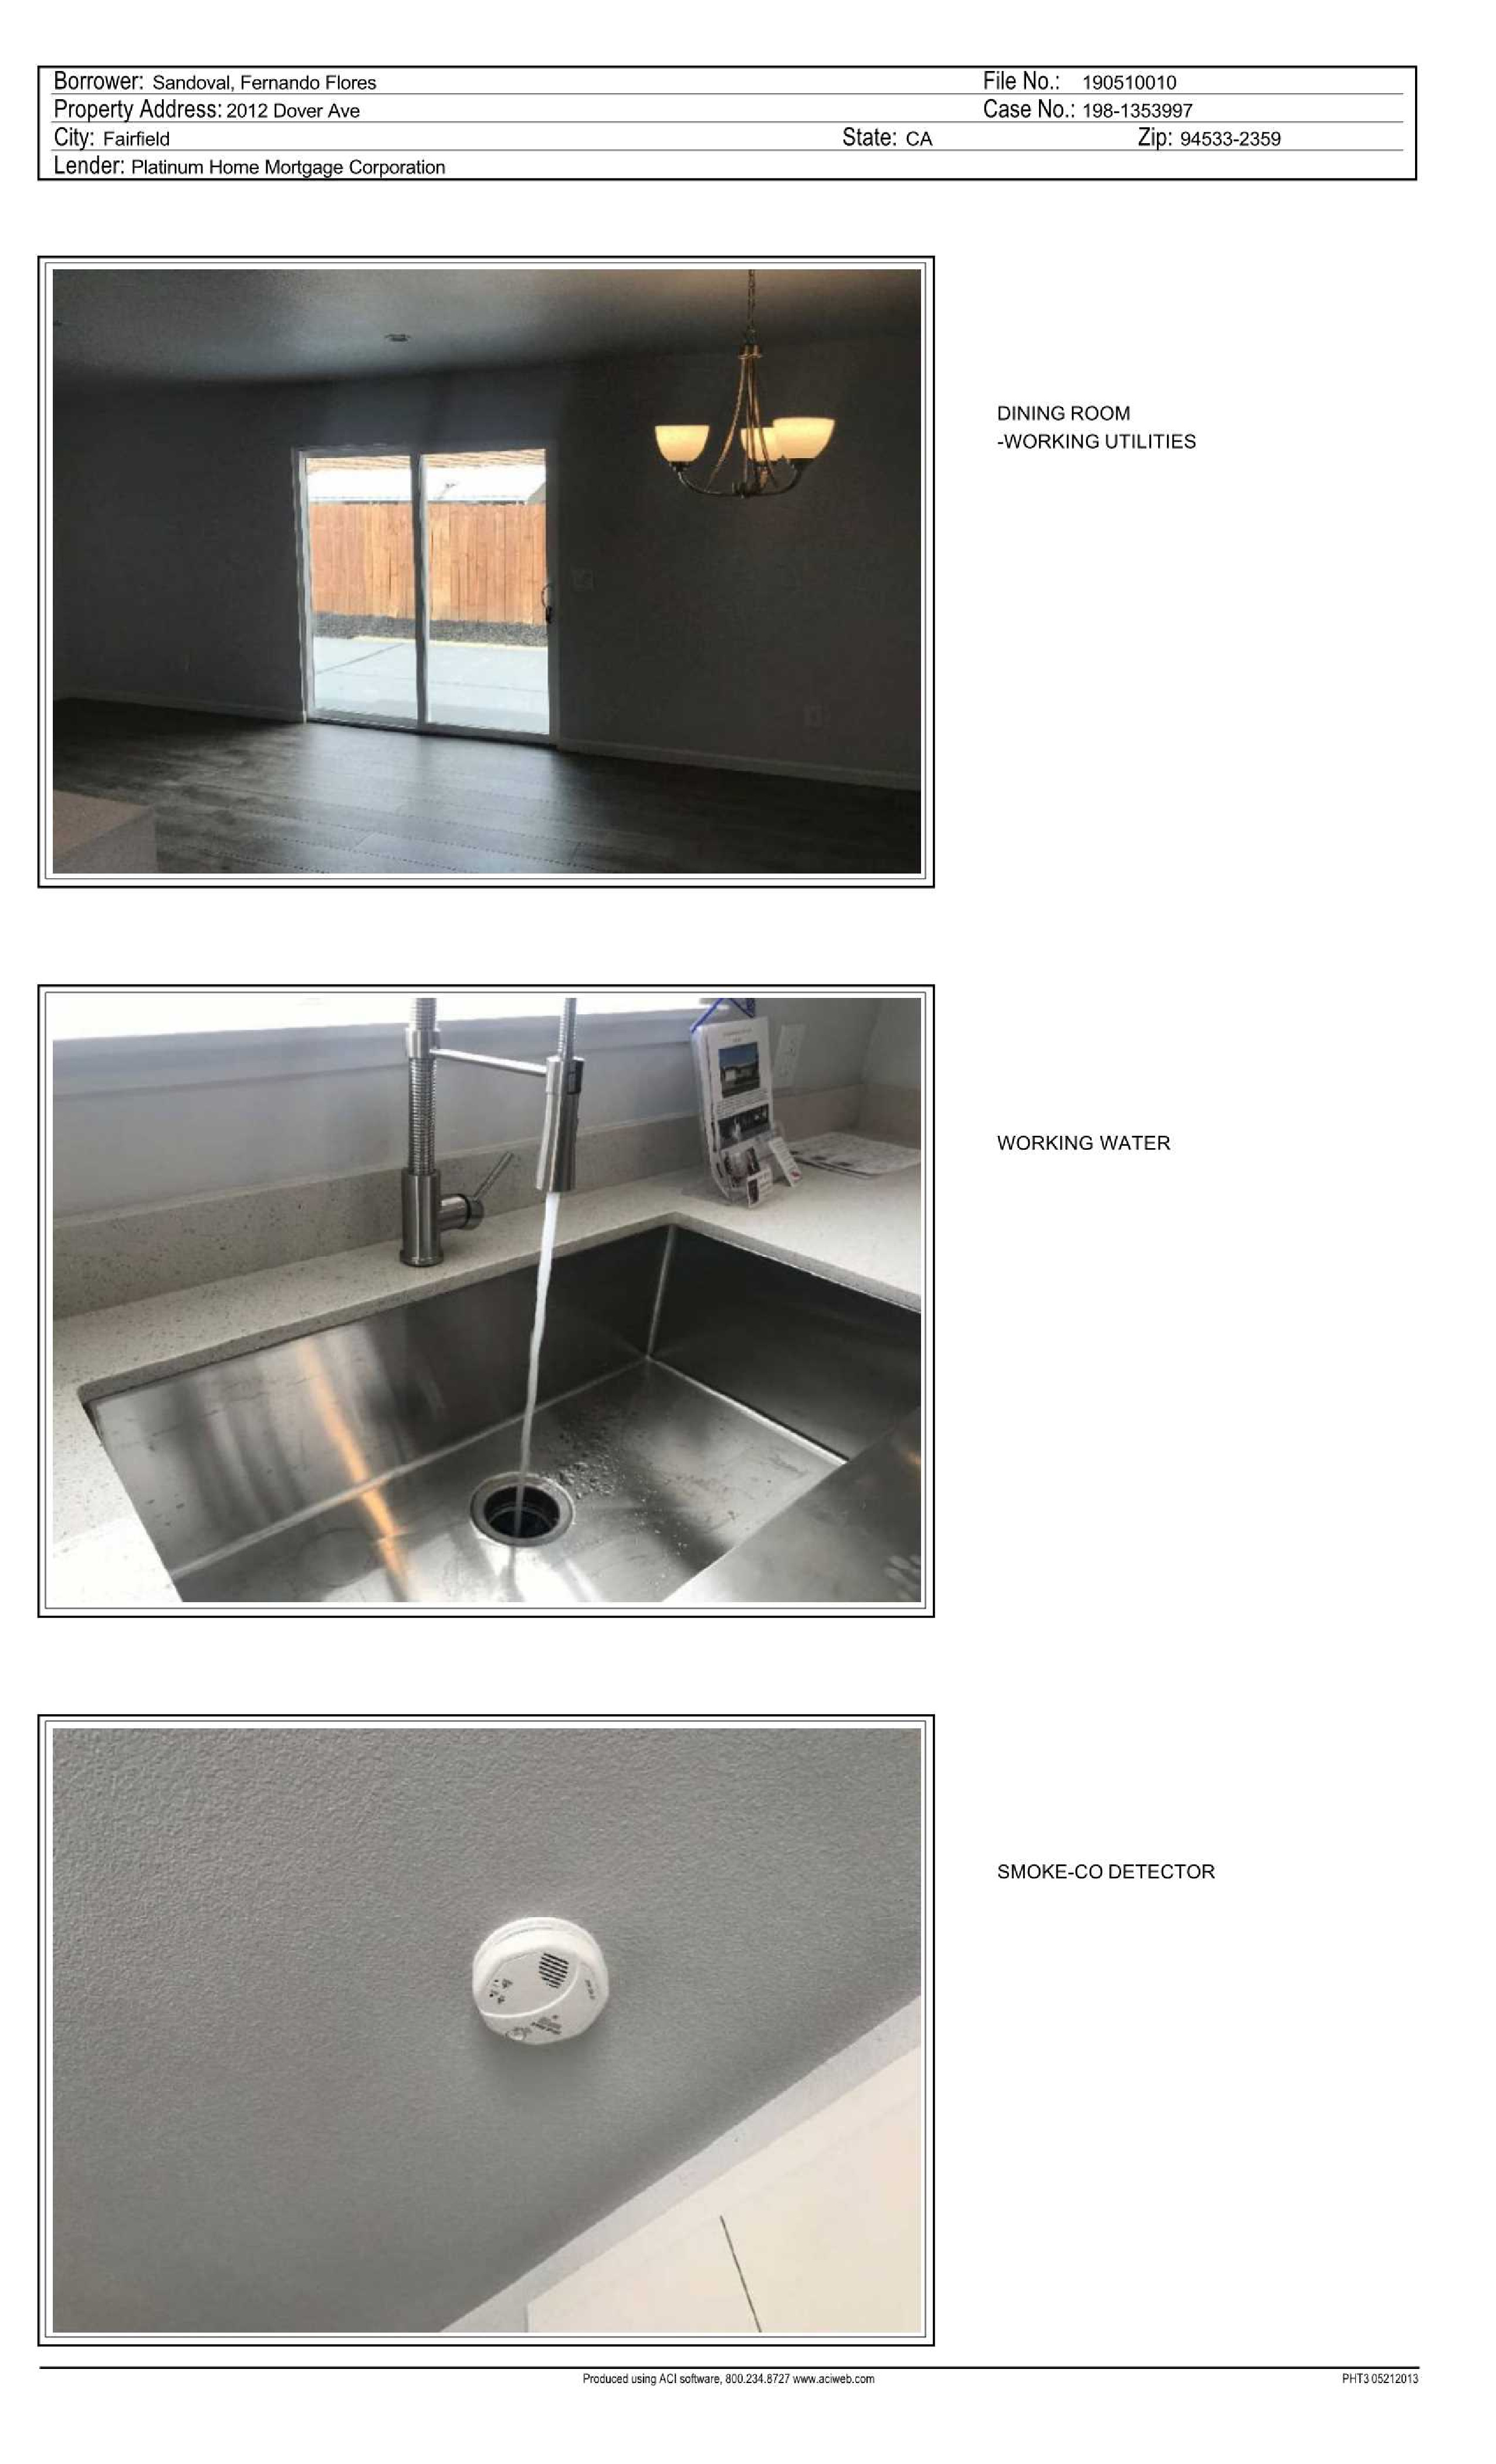 Borrower: Sandoval, Fernando Flores File No.: 190510010
Property Address: 2012 Dover Ave Case No.: 198-1353997
City: Fairfield State: CA Zip: 94533-2359
Lender: Platinum Home Mortgage Corporation
DINING ROOM
-WORKING UTILITIES
WORKING WATER
SMOKE-CO DETECTOR
Produced using ACI software, 800.234.8727 www.aciweb.com PHT3 05212013